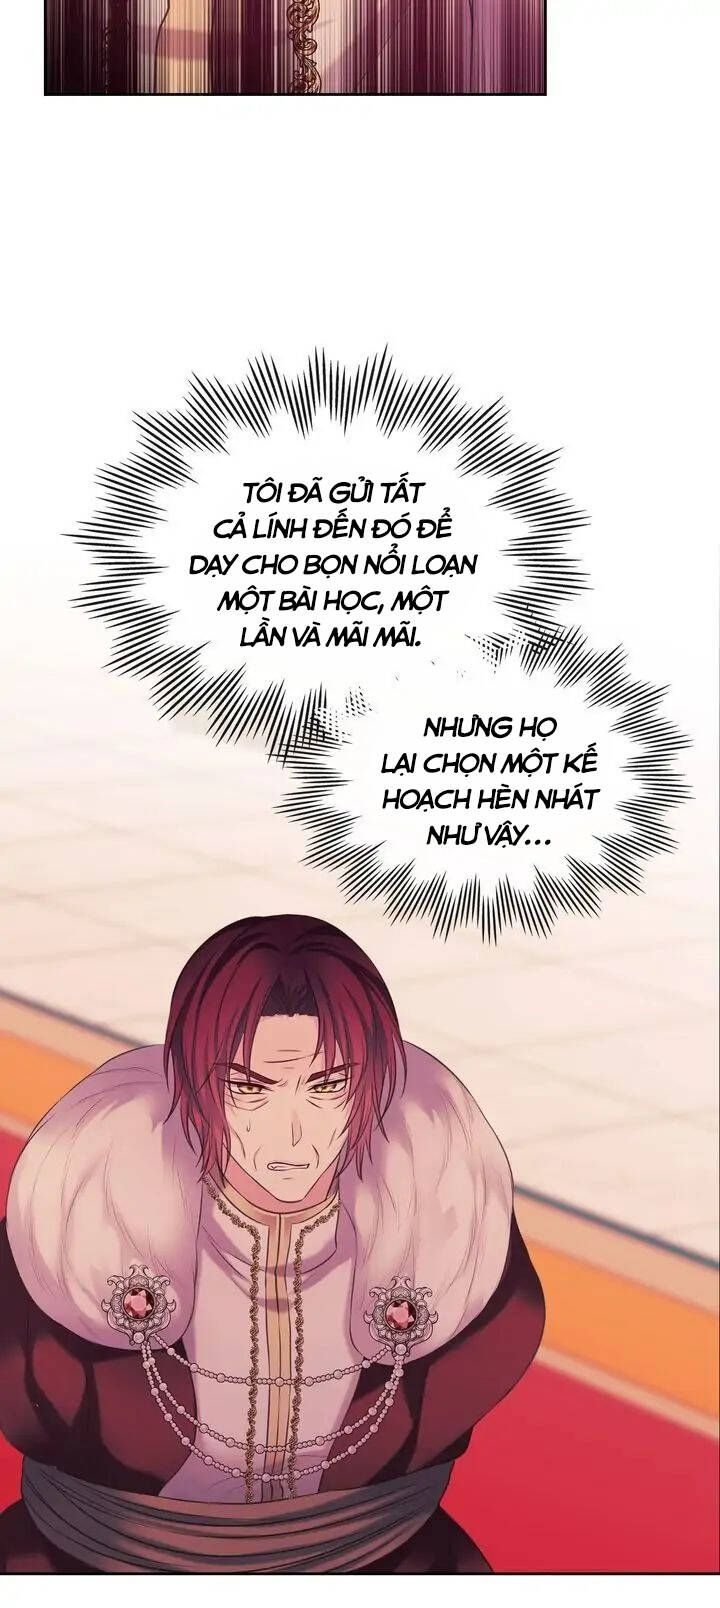 TÔI ĐÃ GỬI TẤT
CẢ LÍNH ĐẾN ĐÓ ĐỂ
DẠY CHO BỌN NỔI LOẠN
MỘT BÀI HỌC, MỘT
LẦN VÀ MÃI MÃI.
NHƯNG HỌ
LẠI CHỌN MỘT KẾ
HOẠCH HÈN NHÁT
NHƯ VẬY...